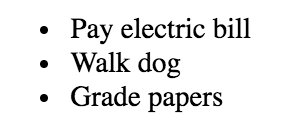 • Pay electric bill
• Walk dog
• Grade papers